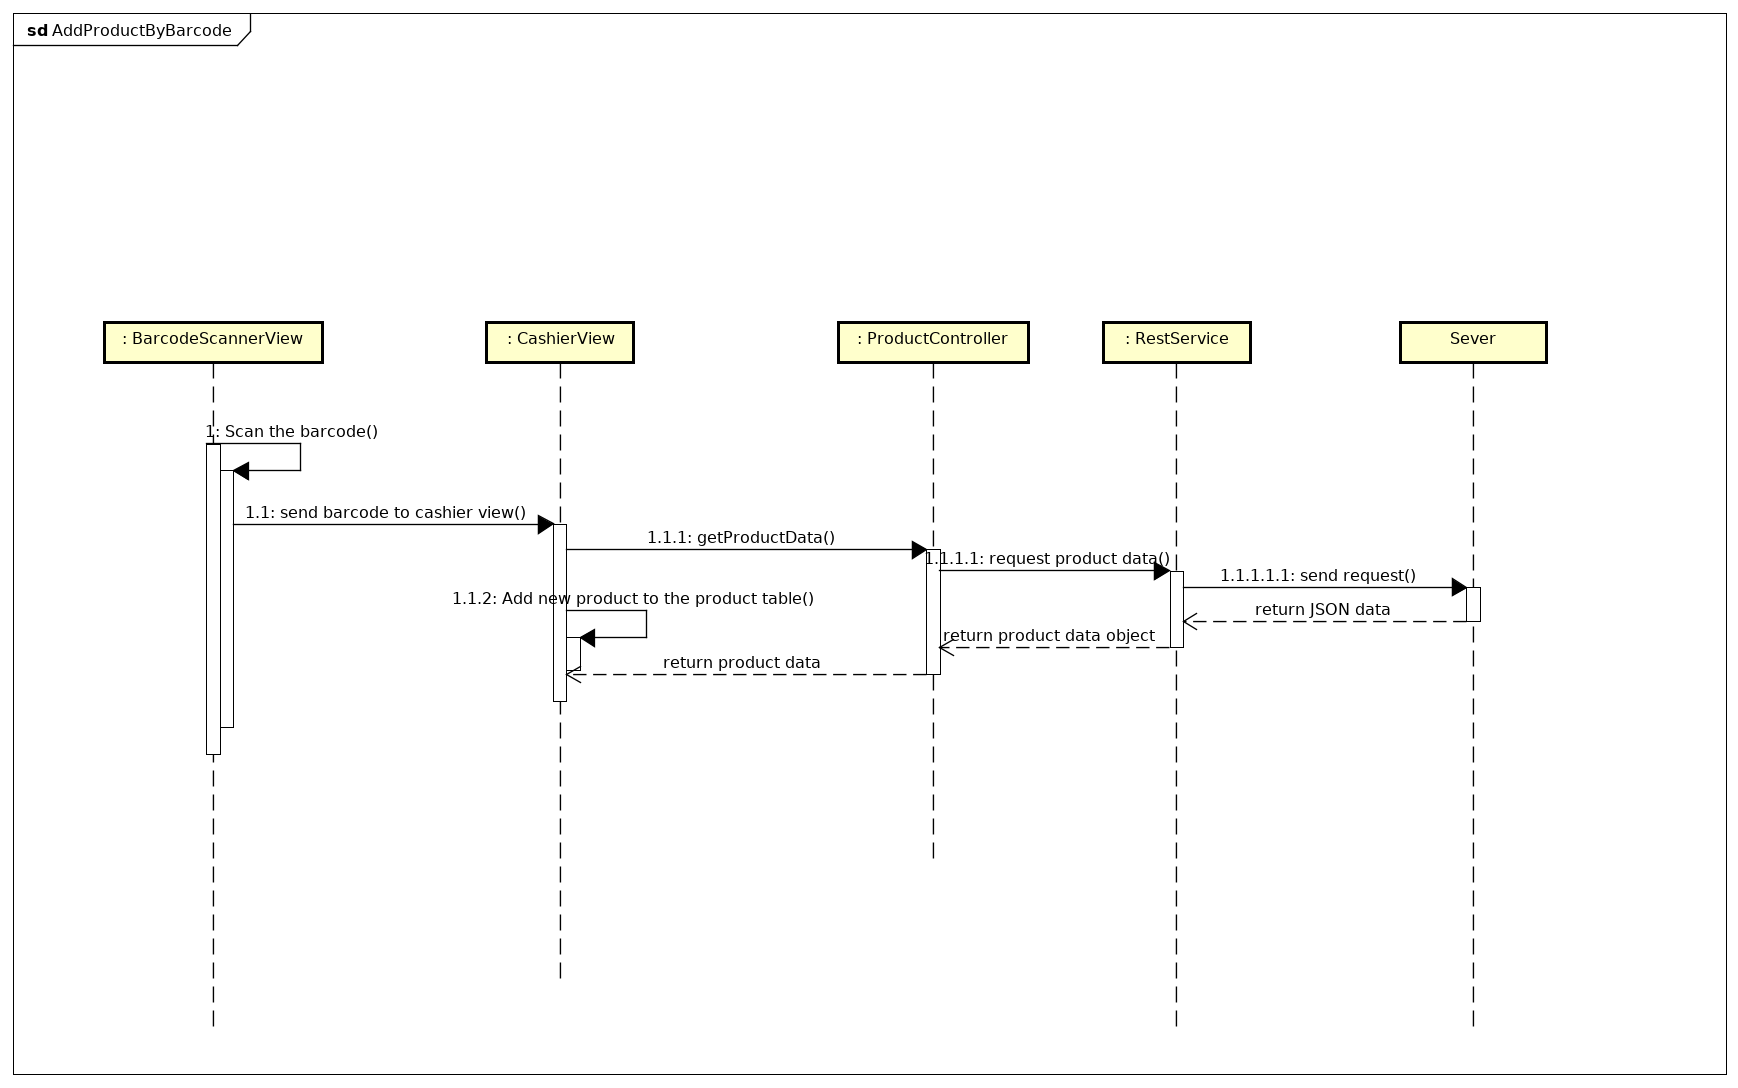 sd AddProductByBarcode
: BarcodeScannerView
: CashierView
: ProductController
: RestService
Sever
1: Scan the barcode()
1.1: send barcode to cashier view()
1.1.1: getProductData()
1.1.1.1: request product data()
1.1.1.1.1: send request()
1.1.2: Add new product to the product table()
return JSON data
return product data object
return product data